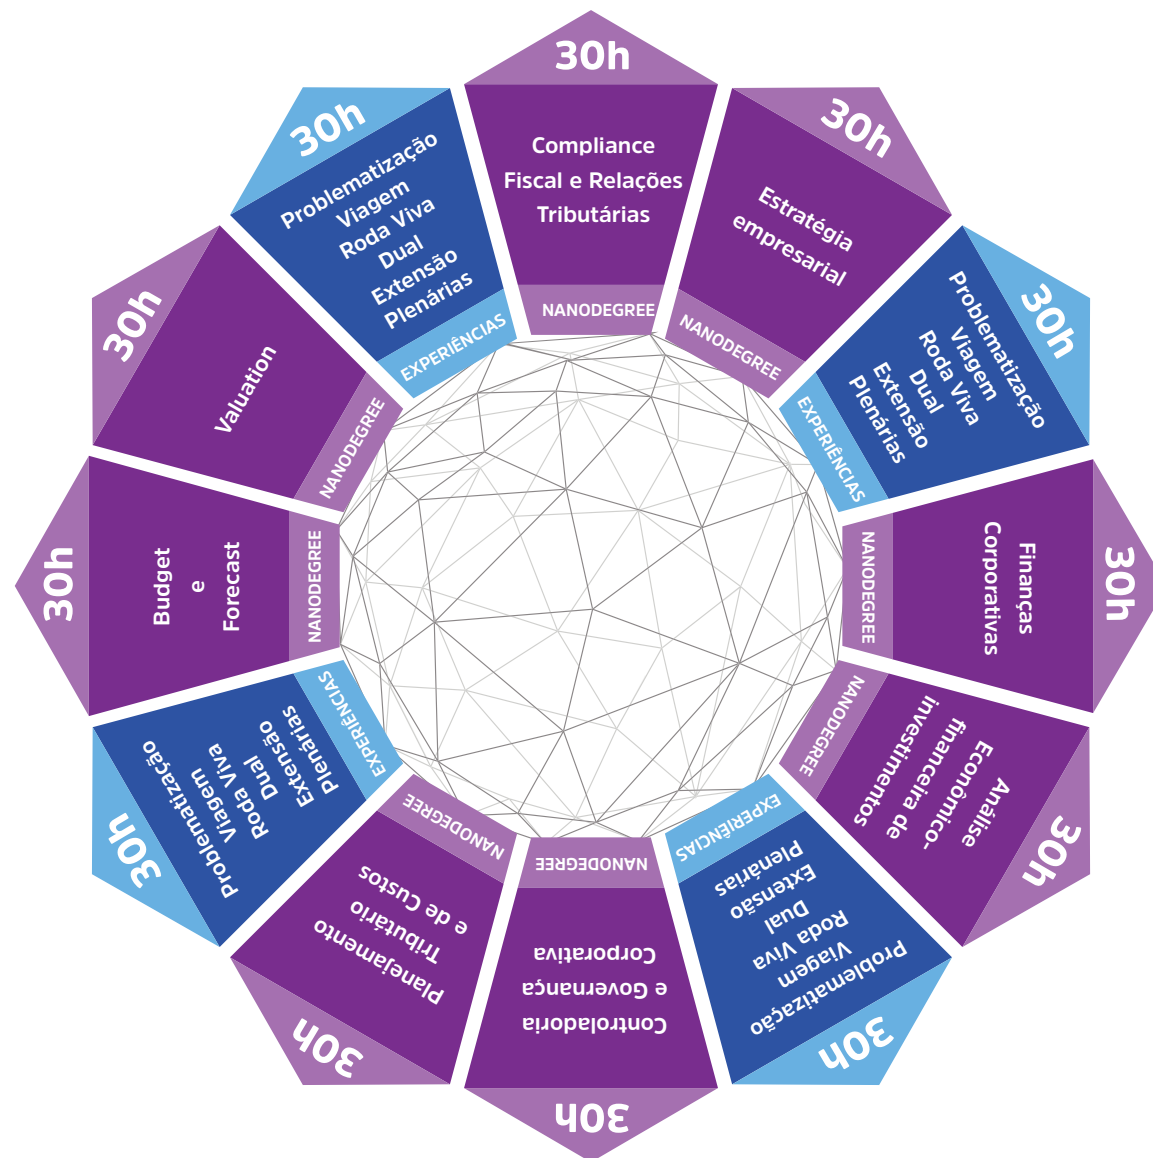 30h
Compliance
Fiscal e Relações
Tributárias
NANODEGREE
30h
Estratégia
empresarial
NANODEGREE
30h
Problematização
Viagem
Roda Viva
Dual
Extensão
Plenárias
EXPERIÊNCIAS
30h
Finanças
Corporativas
NANODEGREE
30h
Análise
Econômico-
financeira de
investimentos
NANODEGREE
30h
Problematização
Viagem
Roda Viva
Dual
Extensão
Plenárias
EXPERIÊNCIAS
30h
Controladoria
e Governança
Corporativa
NANODEGREE
30h
Planejamento
Tributário
e de Custos
NANODEGREE
30h
Problematização
Viagem
Roda Viva
Dual
Extensão
Plenárias
EXPERIÊNCIAS
30h
Budget
e
Forecast
NANODEGREE
30h
Valuation
NANODEGREE
30h
Problematização
Viagem
Roda Viva
Dual
Extensão
Plenárias
EXPERIÊNCIAS